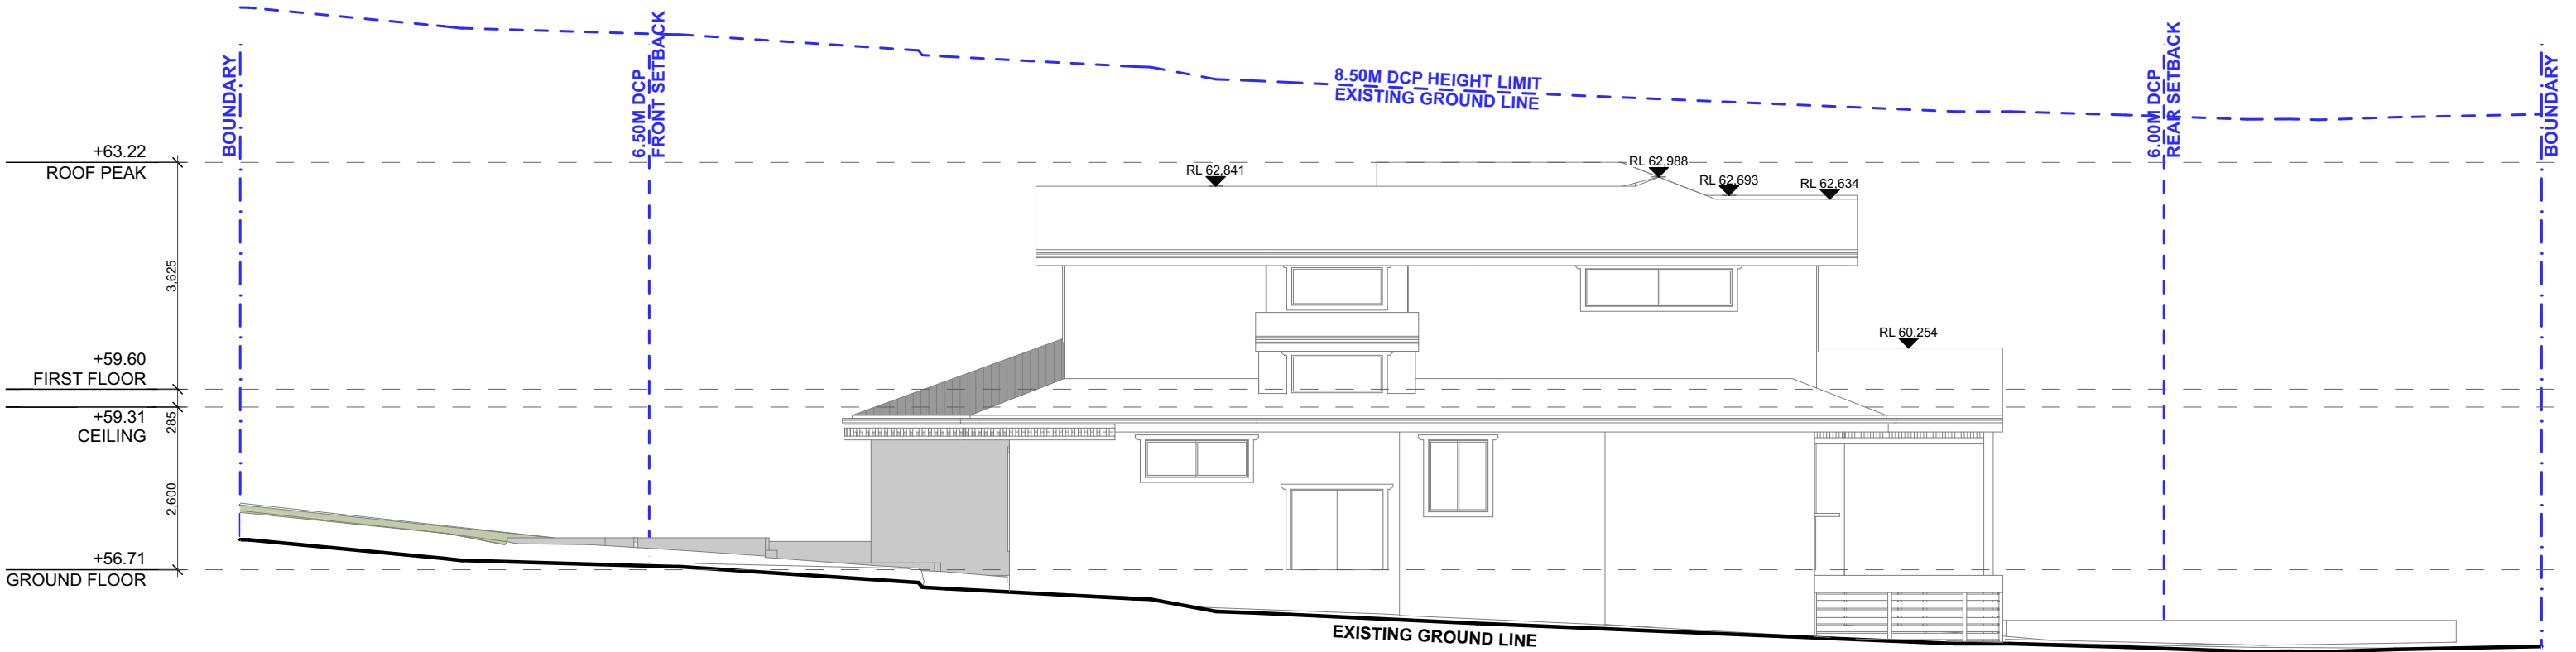 BOUNDARY
6.50M DCP
FRONT SETBACK
8.50M DCP HEIGHT LIMIT
EXISTING GROUND LINE
6.00M DCP
REAR SETBACK
BOUNDARY
+63.22
ROOF PEAK
RL 62,841
RL 62,988
RL 62,693
RL 62,634
3,625
RL 60,254
+59.60
FIRST FLOOR
+59.31
CEILING
285
2,600
+56.71
GROUND FLOOR
EXISTING GROUND LINE